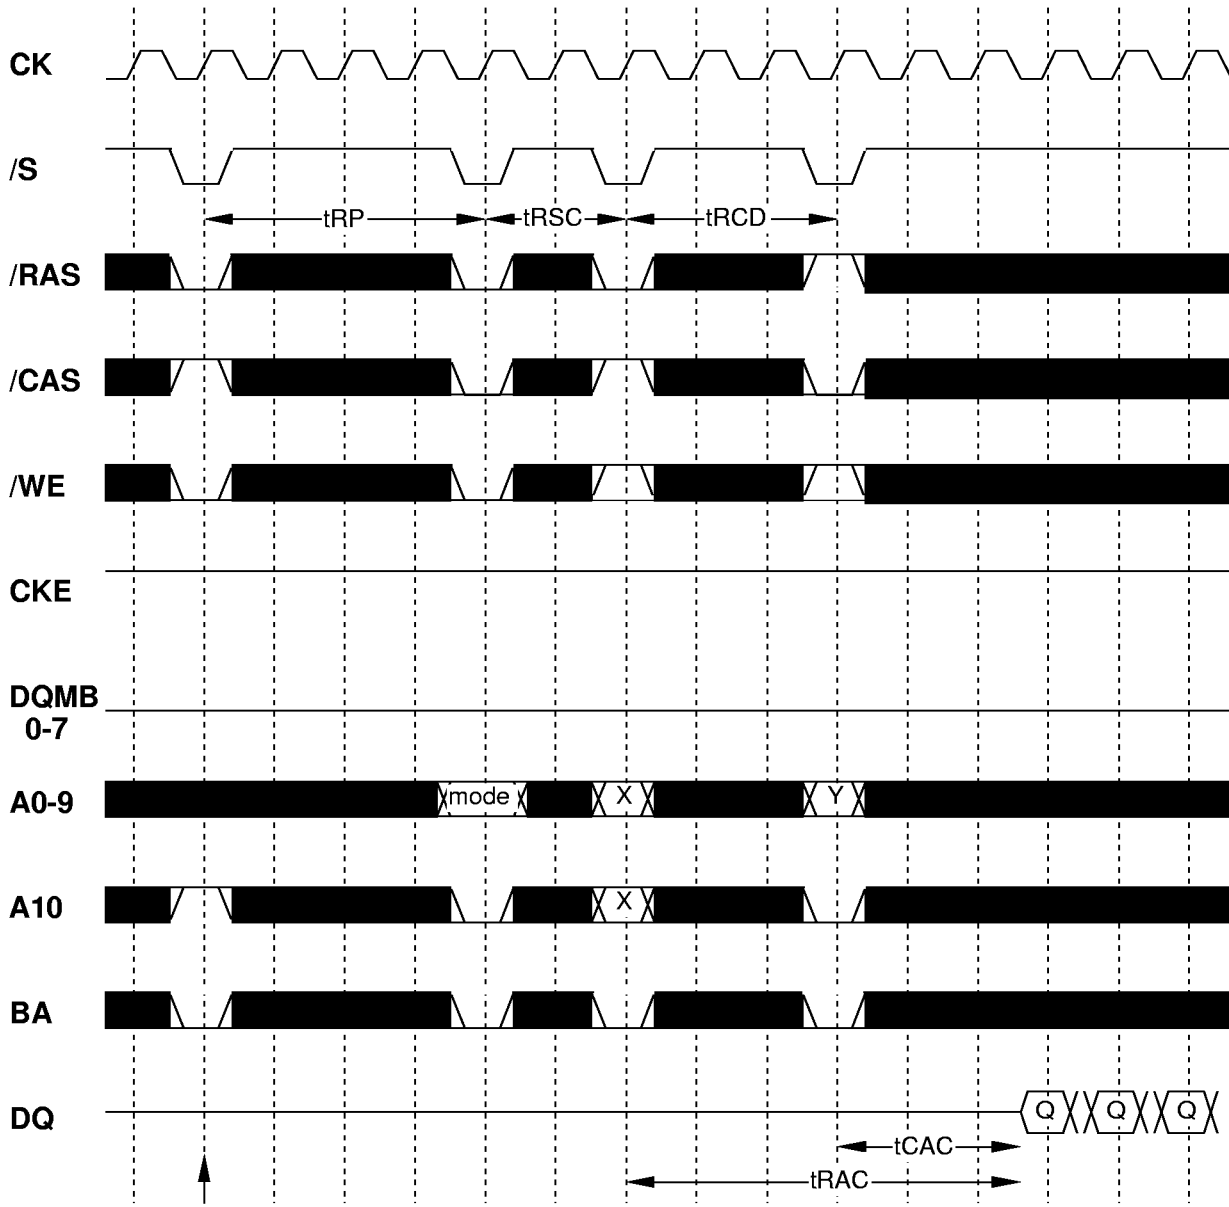 CK
/S
tRP tRSC tRCD
/RAS
/CAS
/WE
CKE
DQMB
0-7
A0-9 mode X Y
A10 X
BA
DQ Q Q Q
tCAC
tRAC